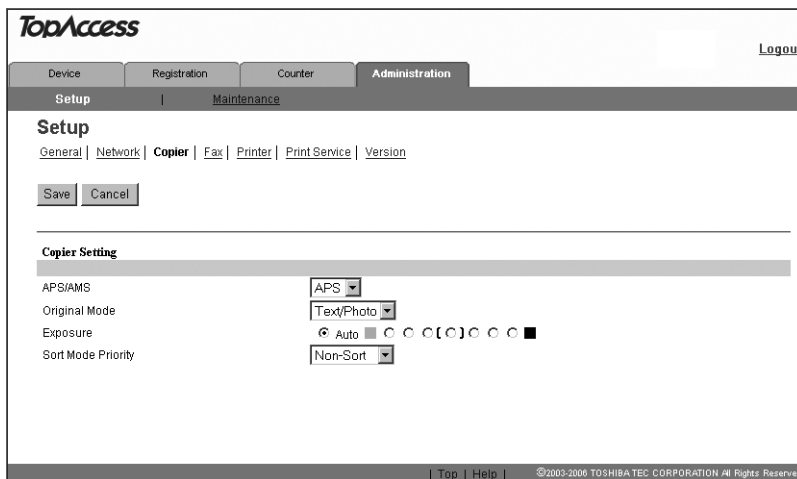 TopAccess
Logou
Device Registration Counter Administration
Setup | Maintenance
Setup
General | Network | Copier | Fax | Printer | Print Service | Version
Save Cancel
Copier Setting
APS/AMS APS
Original Mode Text/Photo
Exposure Auto ( )
Sort Mode Priority Non-Sort
| Top | Help | ©2003-2006 TOSHIBA TEC CORPORATION All Rights Reserve